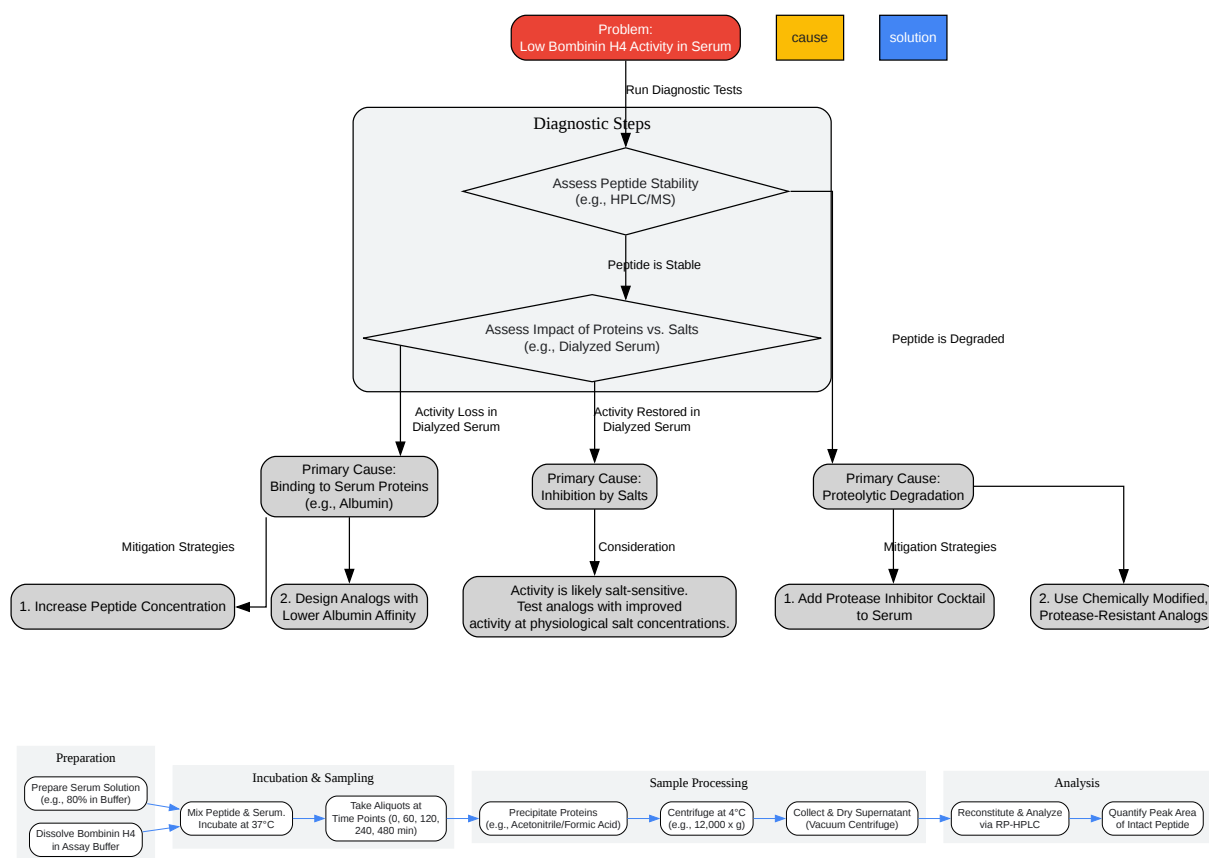 Problem:
Low Bombinin H4 Activity in Serum
cause
solution
Run Diagnostic Tests
Diagnostic Steps
Assess Peptide Stability
(e.g., HPLC/MS)
Peptide is Stable
Assess Impact of Proteins vs. Salts
(e.g., Dialyzed Serum)
Peptide is Degraded
Activity Loss in
Dialyzed Serum
Activity Restored in
Dialyzed Serum
Primary Cause:
Binding to Serum Proteins
(e.g., Albumin)
Primary Cause:
Inhibition by Salts
Primary Cause:
Proteolytic Degradation
Mitigation Strategies
Consideration
Mitigation Strategies
1. Increase Peptide Concentration
2. Design Analogs with
Lower Albumin Affinity
Activity is likely salt-sensitive.
Test analogs with improved
activity at physiological salt concentrations.
1. Add Protease Inhibitor Cocktail
to Serum
2. Use Chemically Modified,
Protease-Resistant Analogs
Preparation
Prepare Serum Solution
(e.g., 80% in Buffer)
Dissolve Bombinin H4
in Assay Buffer
Incubation & Sampling
Mix Peptide & Serum.
Incubate at 37°C
Take Aliquots at
Time Points (0, 60, 120,
240, 480 min)
Sample Processing
Precipitate Proteins
(e.g., Acetonitrile/Formic Acid)
Centrifuge at 4°C
(e.g., 12,000 x g)
Collect & Dry Supernatant
(Vacuum Centrifuge)
Analysis
Reconstitute & Analyze
via RP-HPLC
Quantify Peak Area
of Intact Peptide